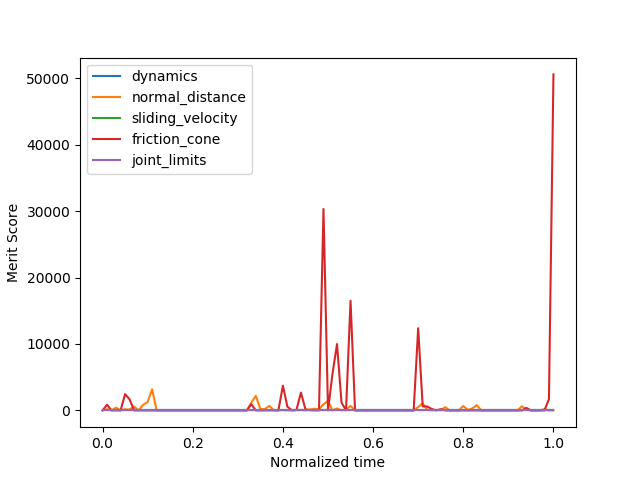 dynamics
normal_distance
sliding_velocity
friction_cone
joint_limits
Merit Score
50000
40000
30000
20000
10000
0
0.0 0.2 0.4 0.6 0.8 1.0
Normalized time